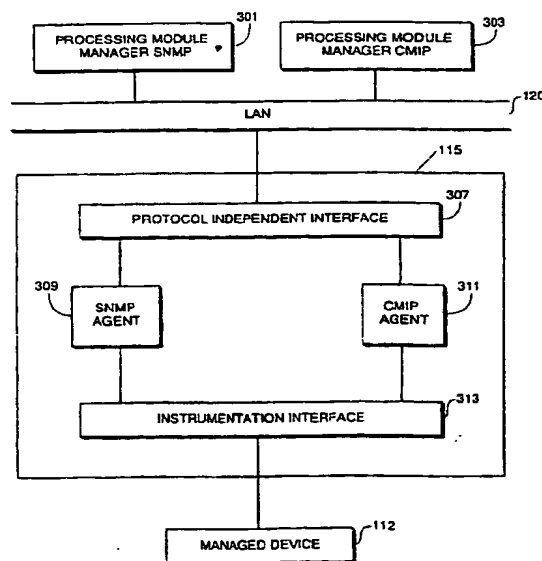 301
PROCESSING MODULE
MANAGER SNMP
303
PROCESSING MODULE
MANAGER CMIP
120
LAN
115
307
PROTOCOL INDEPENDENT INTERFACE
309
SNMP
AGENT
311
CMIP
AGENT
313
INSTRUMENTATION INTERFACE
112
MANAGED DEVICE